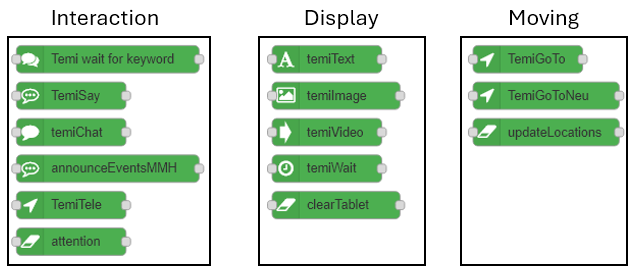 Interaction
Temi wait for keyword
TemiSay
temiChat
announceEventsMMH
TemiTele
attention
Display
temiText
temiImage
temiVideo
temiWait
clearTablet
Moving
TemiGoTo
TemiGoToNeu
updateLocations